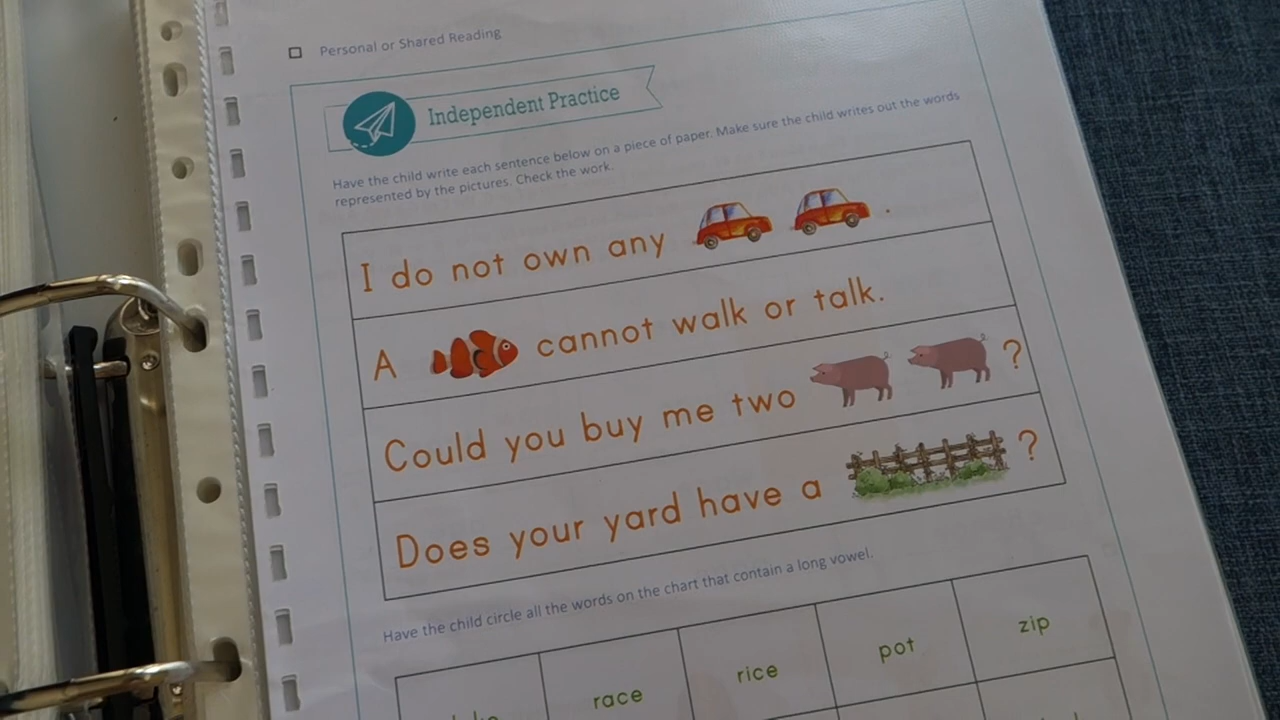 Personal or Shared Reading
Independent Practice
Have the child write each sentence below on a piece of paper. Make sure the child writes out the words
represented by the pictures. Check the work.
I do not own any .
A cannot walk or talk.
Could you buy me two ?
Does your yard have a ?
Have the child circle all the words on the chart that contain a long vowel.
race rice pot zip